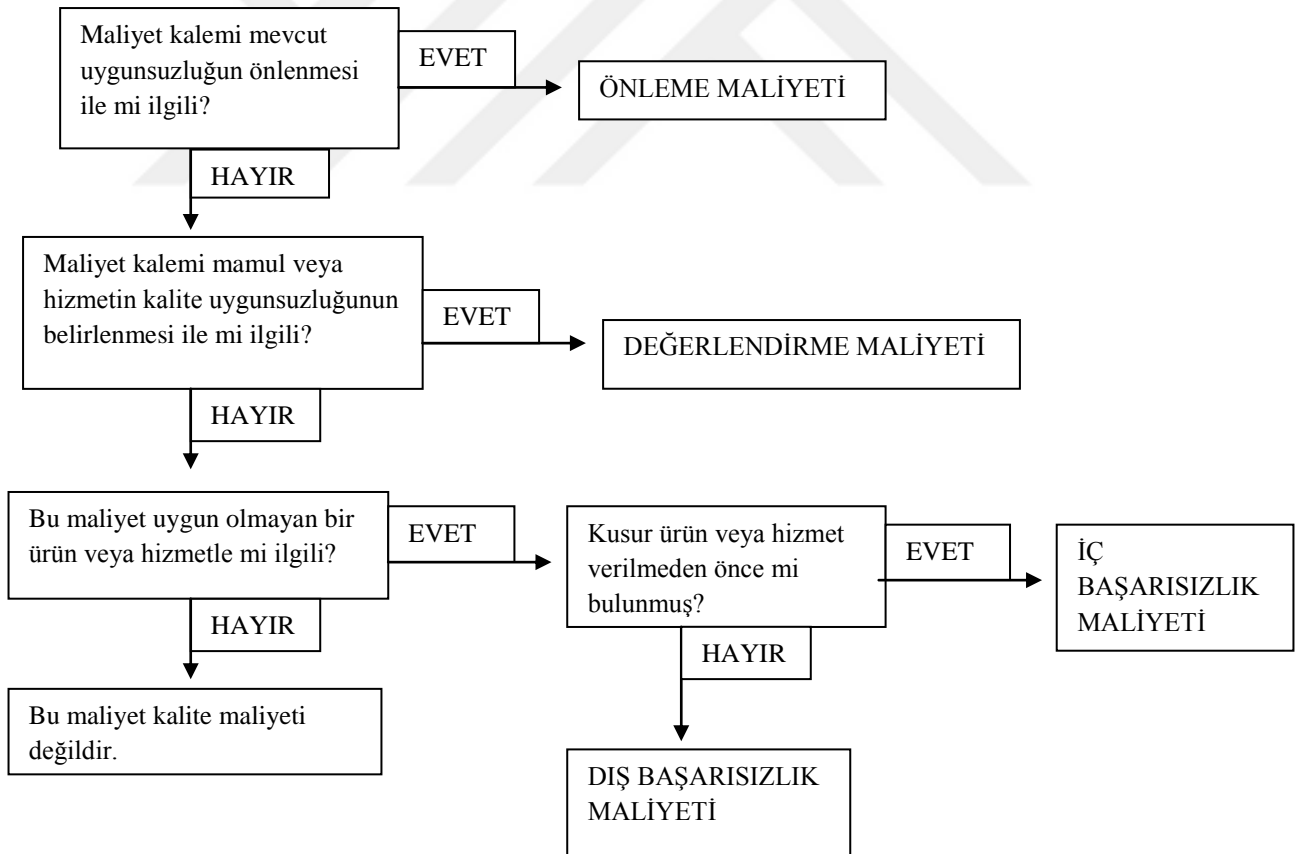 Maliyet kalemi mevcut
uygunsuzluğun önlenmesi
ile mi ilgili?
EVET
ÖNLEME MALİYETİ
HAYIR
Maliyet kalemi mamul veya
hizmetin kalite uygunsuzluğunun
belirlenmesi ile mi ilgili?
EVET
DEĞERLENDİRME MALİYETİ
HAYIR
Bu maliyet uygun olmayan bir
ürün veya hizmetle mi ilgili?
EVET
Kusur ürün veya hizmet
verilmeden önce mi
bulunmuş?
EVET
İÇ
BAŞARISIZLIK
MALİYETİ
HAYIR
HAYIR
Bu maliyet kalite maliyeti
değildir.
DIŞ BAŞARISIZLIK
MALİYETİ